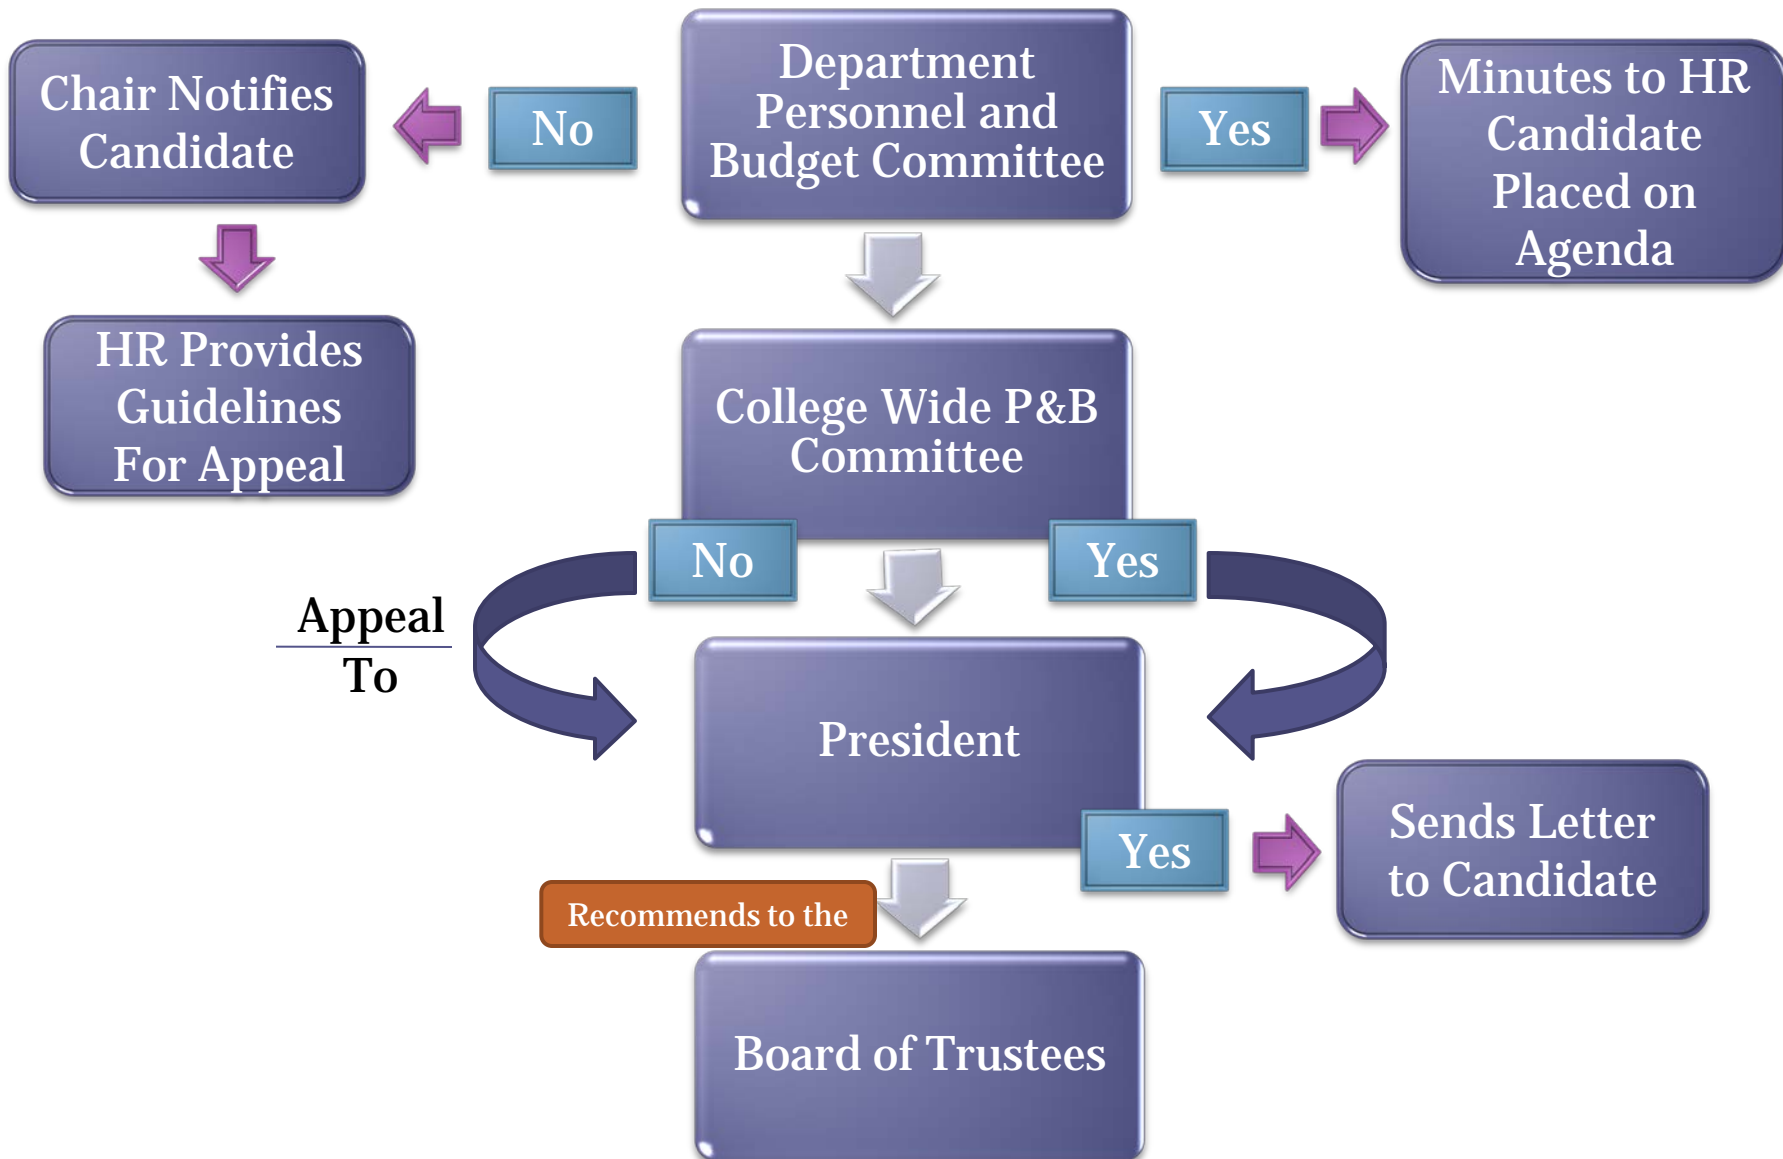 Chair Notifies
Candidate
No
Department
Personnel and
Budget Committee
Yes
Minutes to HR
Candidate
Placed on
Agenda
HR Provides
Guidelines
For Appeal
College Wide P&B
Committee
No
Yes
Appeal
To
President
Yes
Sends Letter
to Candidate
Recommends to the
Board of Trustees